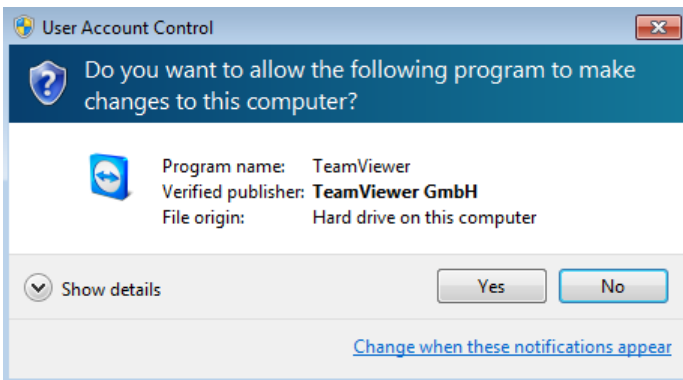 User Account Control
Do you want to allow the following program to make
changes to this computer?
Program name: TeamViewer
Verified publisher: TeamViewer GmbH
File origin: Hard drive on this computer
Show details
Yes
No
Change when these notifications appear